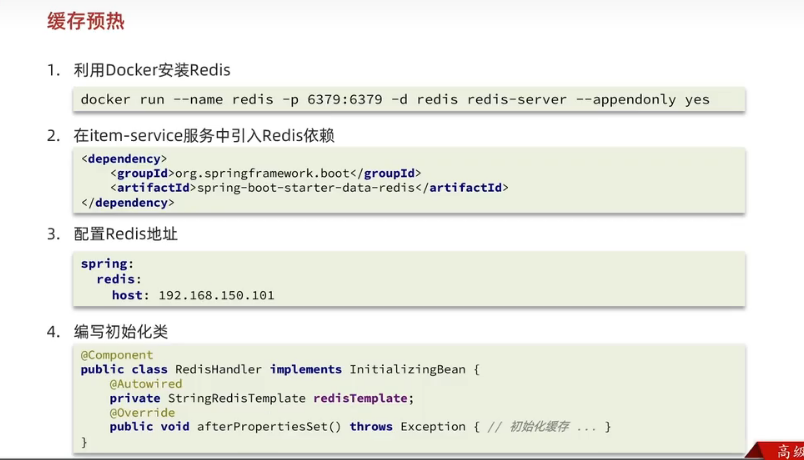 缓存预热
1. 利用Docker安装Redis
docker run --name redis -p 6379:6379 -d redis redis-server --appendonly yes
2. 在item-service服务中引入Redis依赖
<dependency>
    <groupId>org.springframework.boot</groupId>
    <artifactId>spring-boot-starter-data-redis</artifactId>
</dependency>
3. 配置Redis地址
spring:
  redis:
    host: 192.168.150.101
4. 编写初始化类
@Component
public class RedisHandler implements InitializingBean {
    @Autowired
    private StringRedisTemplate redisTemplate;
    @Override
    public void afterPropertiesSet() throws Exception { // 初始化缓存 ... }
}
高级